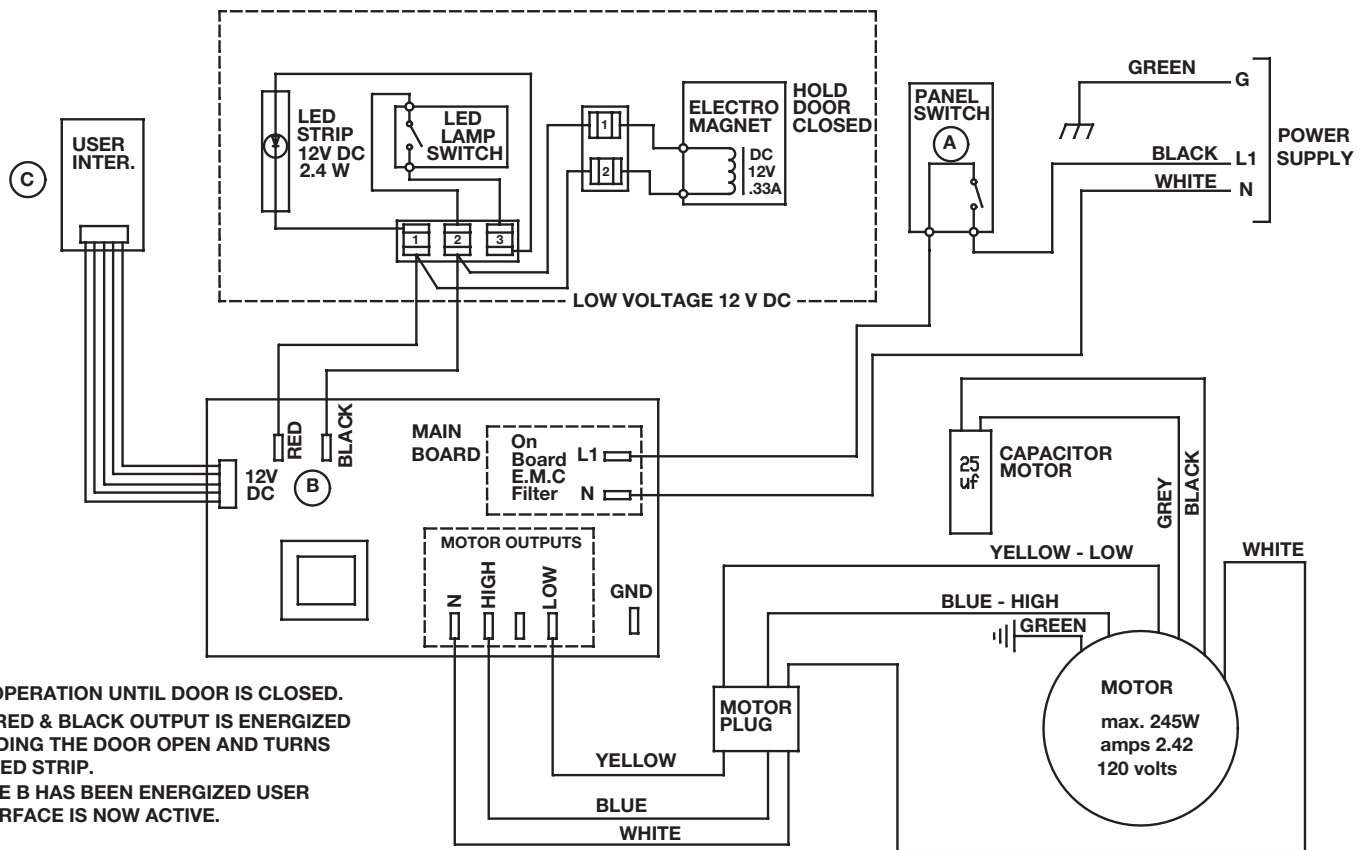 GREEN
G
POWER
SUPPLY
BLACK
L1
WHITE
N
PANEL
SWITCH
A
HOLD
DOOR
CLOSED
ELECTRO
MAGNET
DC
12V
.33A
1
2
LED
LAMP
SWITCH
LED
STRIP
12V DC
2.4 W
1
2
3
LOW VOLTAGE 12 V DC
USER
INTER.
C
RED
BLACK
12V
DC
B
MAIN
BOARD
On
Board
E.M.C
Filter
L1
N
MOTOR OUTPUTS
N
HIGH
LOW
GND
25
uf
CAPACITOR
MOTOR
GREY
BLACK
YELLOW - LOW
WHITE
BLUE - HIGH
GREEN
MOTOR
max. 245W
amps 2.42
120 volts
MOTOR
PLUG
YELLOW
BLUE
WHITE
OPERATION UNTIL DOOR IS CLOSED.
RED & BLACK OUTPUT IS ENERGIZED
DING THE DOOR OPEN AND TURNS
ED STRIP.
E B HAS BEEN ENERGIZED USER
RFACE IS NOW ACTIVE.